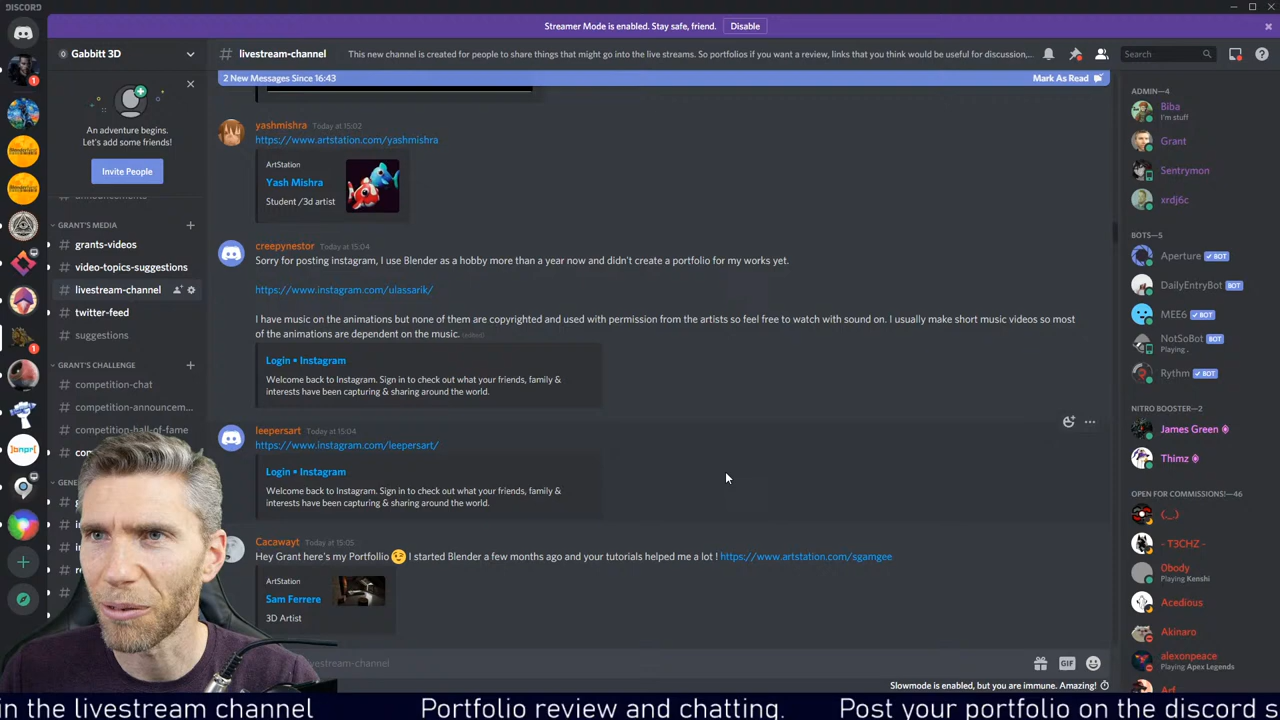 DISCORD
Streamer Mode is enabled. Stay safe, friend.
Disable
Gabbitt 3D
# livestream-channel
This new channel is created for people to share things that might go into the live streams. So portfolios if you want a review, links that you think would be useful for discussion,...
Search
2 New Messages Since 16:43
Mark As Read
An adventure begins.
Let's add some friends!
Invite People
announcements
GRANT'S MEDIA
# grants-videos
# video-topics-suggestions
# livestream-channel
# twitter-feed
# suggestions
GRANT'S CHALLENGE
# competition-chat
# competition-announcem...
# competition-hall-of-fame
1
1
yashmishra Today at 15:02
https://www.artstation.com/yashmishra
ArtStation
Yash Mishra
Student /3d artist
creepynestor Today at 15:04
Sorry for posting instagram, I use Blender as a hobby more than a year now and didn't create a portfolio for my works yet.
https://www.instagram.com/ulassarik/
I have music on the animations but none of them are copyrighted and used with permission from the artists so feel free to watch with sound on. I usually make short music videos so most
of the animations are dependent on the music. (edited)
Login • Instagram
Welcome back to Instagram. Sign in to check out what your friends, family &
interests have been capturing & sharing around the world.
leepersart Today at 15:04
https://www.instagram.com/leepersart/
Login • Instagram
Welcome back to Instagram. Sign in to check out what your friends, family &
interests have been capturing & sharing around the world.
Cacawayt Today at 15:05
Hey Grant here's my Portfolio 😉 I started Blender a few months ago and your tutorials helped me a lot ! https://www.artstation.com/sgamgee
ArtStation
Sam Ferrere
3D Artist
livestream-channel
GIF
Slowmode is enabled, but you are immune. Amazing!
ADMIN—4
Biba
I'm stuff
Grant
Sentrymon
xrdj6c
BOTS—5
Aperture ✓ BOT
DailyEntryBot BOT
MEE6 ✓ BOT
NotSoBot BOT
Playing .
Rythm ✓ BOT
NITRO BOOSTER—2
James Green
Thimz
OPEN FOR COMMISSIONS!—46
(._.)
- T3CHZ -
0body
Playing Kenshi
Acedious
Akinaro
alexonpeace
Playing Apex Legends
in the livestream channel
Portfolio review and chatting.
Post your portfolio on the discord s